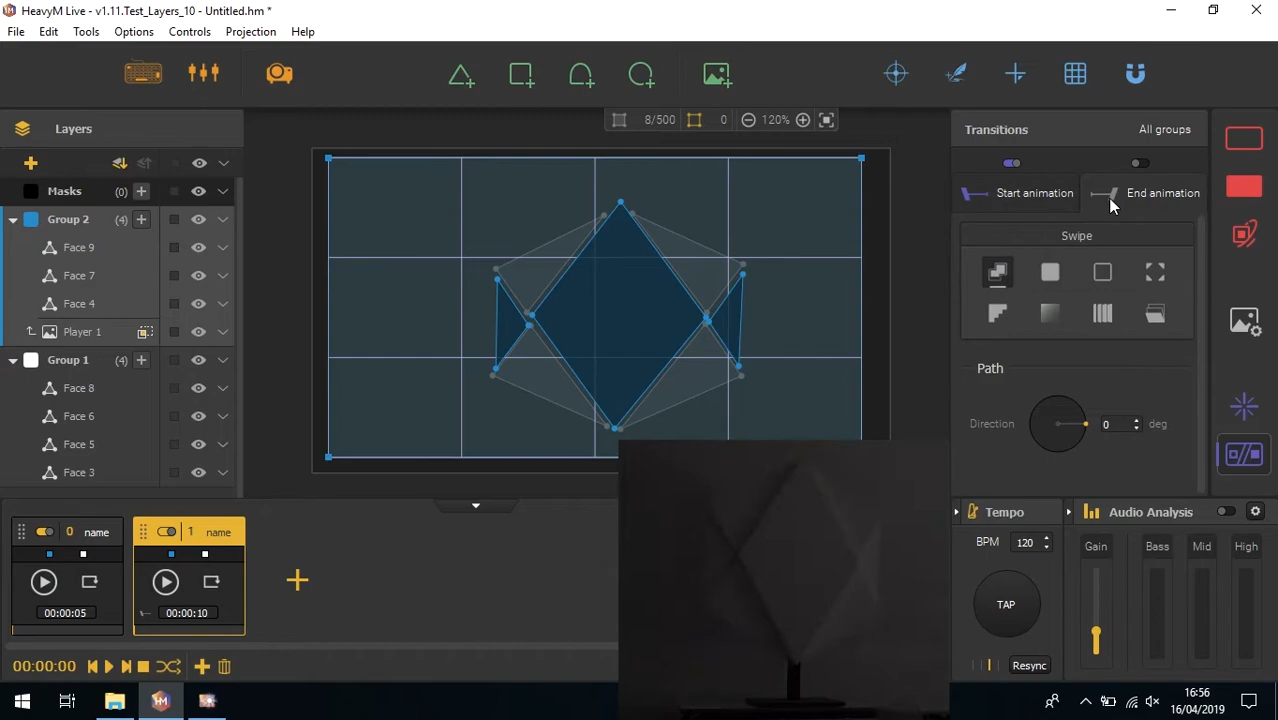 HeavyM Live - v1.11.Test_Layers_10 - Untitled.hm *
File Edit Tools Options Controls Projection Help
8/500 0 120%
Layers
Masks (0)
Group 2 (4)
Face 9
Face 7
Face 4
Player 1
Group 1 (4)
Face 8
Face 6
Face 5
Face 3
Transitions All groups
Start animation End animation
Swipe
Path
Direction 0 deg
0 name
00:00:05
1 name
00:00:10
00:00:00
Tempo
BPM 120
TAP
Resync
Audio Analysis
Gain Bass Mid High
16:56
16/04/2019